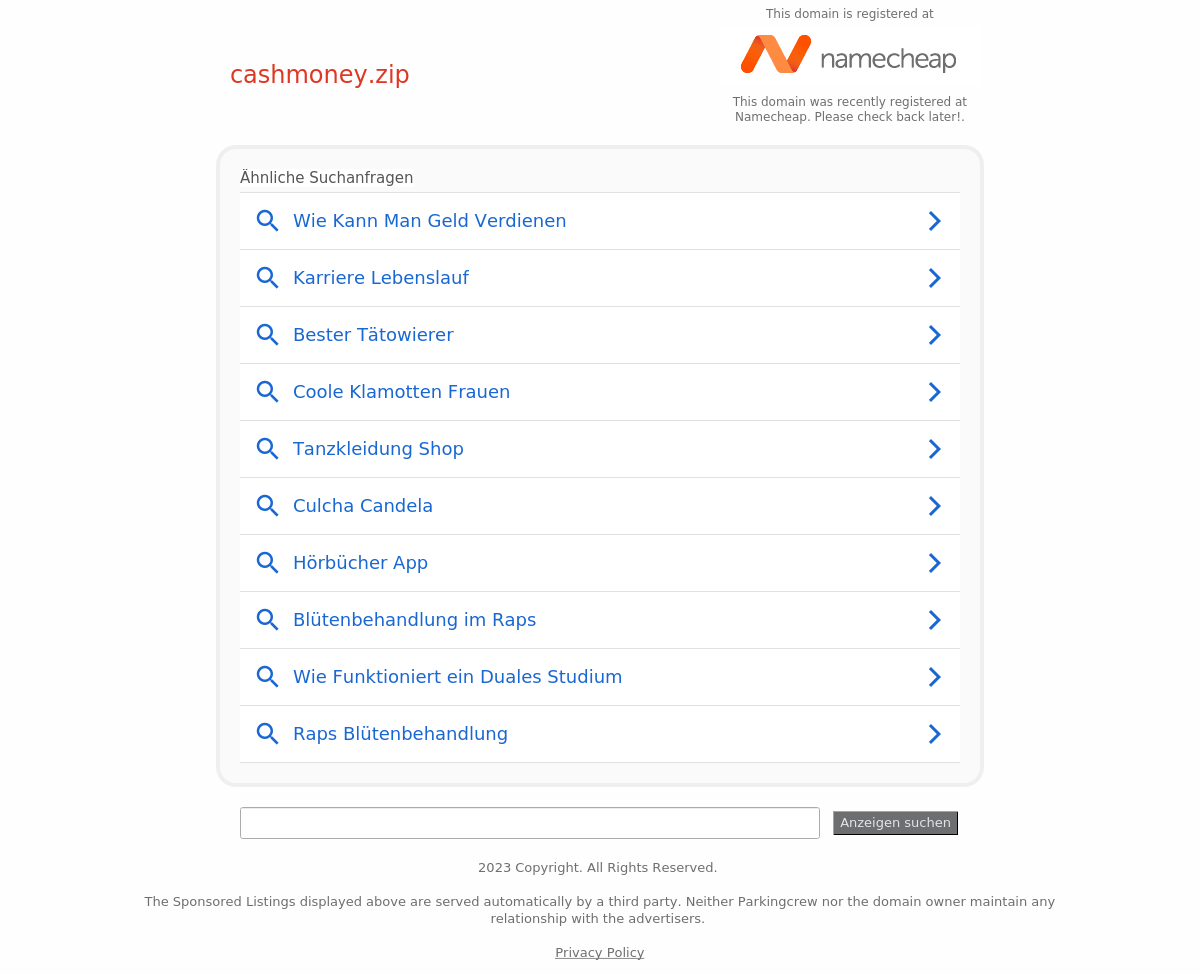 This domain is registered at
namecheap
cashmoney.zip
This domain was recently registered at
Namecheap. Please check back later!.
Ähnliche Suchanfragen
Wie Kann Man Geld Verdienen
Karriere Lebenslauf
Bester Tätowierer
Coole Klamotten Frauen
Tanzkleidung Shop
Culcha Candela
Hörbücher App
Blütenbehandlung im Raps
Wie Funktioniert ein Duales Studium
Raps Blütenbehandlung
Anzeigen suchen
2023 Copyright. All Rights Reserved.
The Sponsored Listings displayed above are served automatically by a third party. Neither Parkingcrew nor the domain owner maintain any
relationship with the advertisers.
Privacy Policy